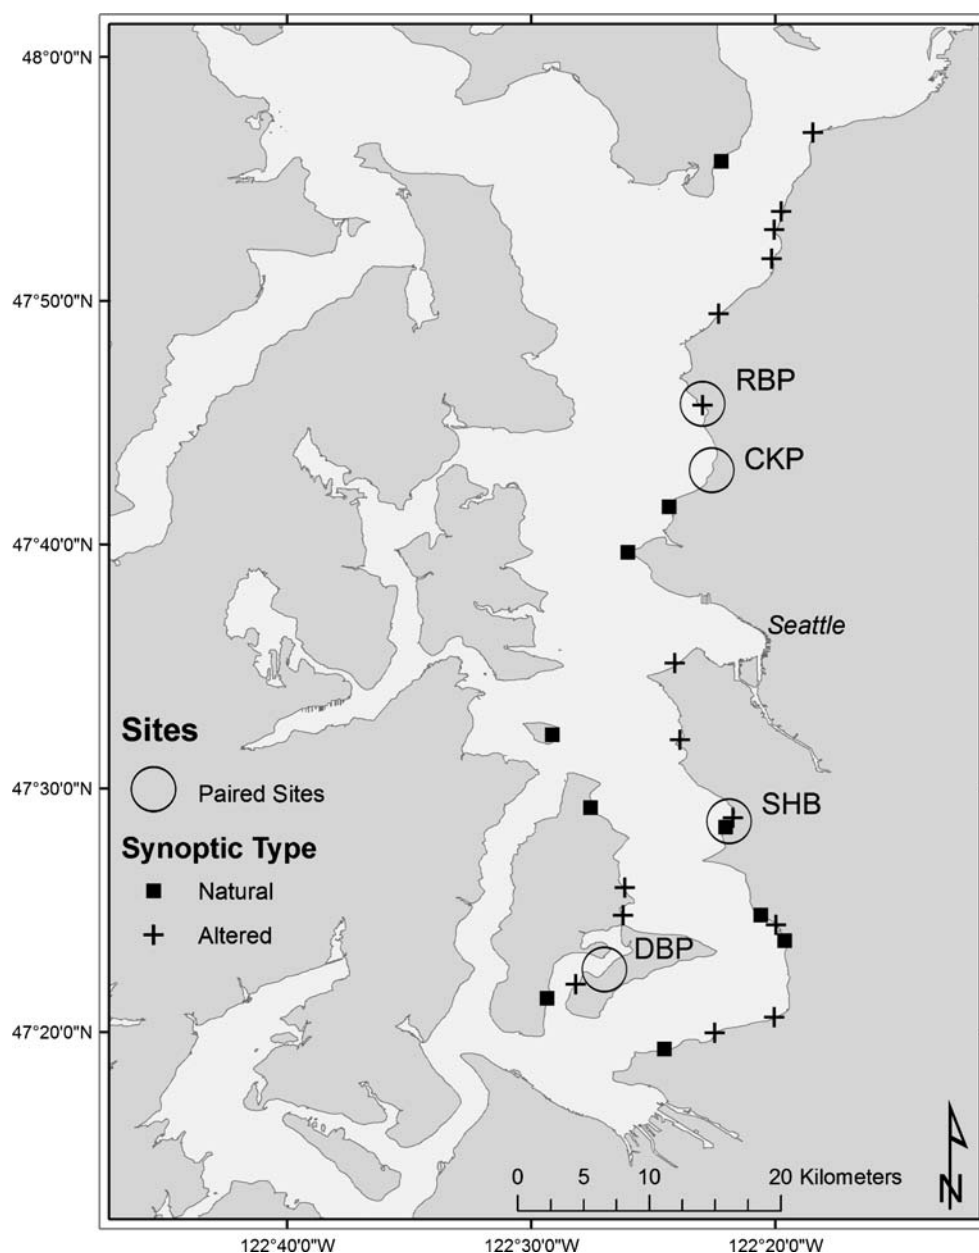 48°0'0"N
47°50'0"N
RBP
CKP
47°40'0"N
Seattle
Sites
Paired Sites
47°30'0"N
SHB
Synoptic Type
Natural
Altered
DBP
47°20'0"N
0 5 10 20 Kilometers
N
122°40'0"W 122°30'0"W 122°20'0"W